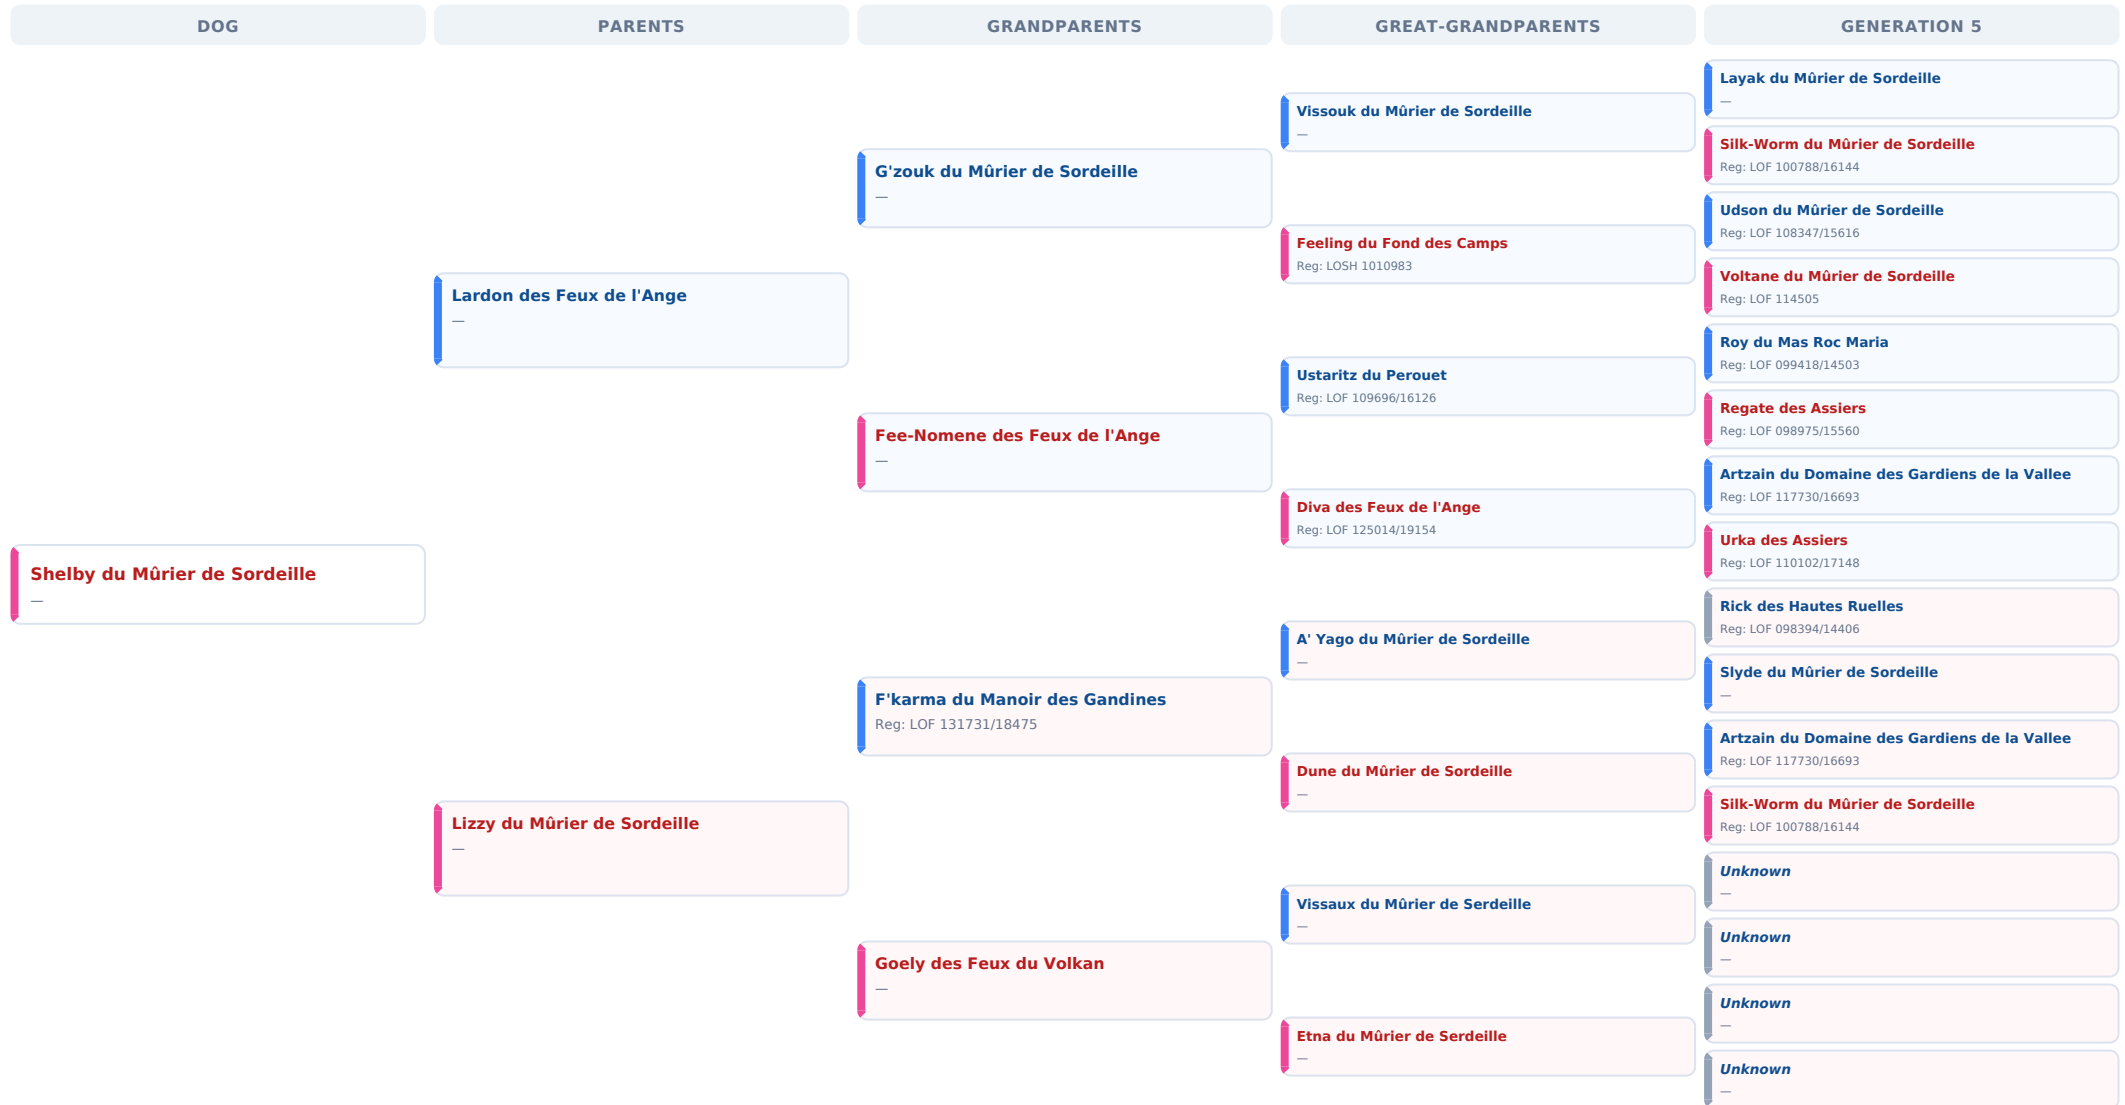 DOG
PARENTS
GRANDPARENTS
GREAT-GRANDPARENTS
GENERATION 5
Shelby du Mûrier de Sordeille
—
Lardon des Feux de l'Ange
—
Lizzy du Mûrier de Sordeille
—
G'zouk du Mûrier de Sordeille
—
Fee-Nomene des Feux de l'Ange
—
F'karma du Manoir des Gandines
Reg: LOF 131731/18475
Goely des Feux du Volkan
—
Vissouk du Mûrier de Sordeille
—
Feeling du Fond des Camps
Reg: LOSH 1010983
Ustaritz du Perouet
Reg: LOF 109696/16126
Diva des Feux de l'Ange
Reg: LOF 125014/19154
A' Yago du Mûrier de Sordeille
—
Dune du Mûrier de Sordeille
—
Vissaux du Mûrier de Serdeille
—
Etna du Mûrier de Serdeille
—
Layak du Mûrier de Sordeille
—
Silk-Worm du Mûrier de Sordeille
Reg: LOF 100788/16144
Udson du Mûrier de Sordeille
Reg: LOF 108347/15616
Voltane du Mûrier de Sordeille
Reg: LOF 114505
Roy du Mas Roc Maria
Reg: LOF 099418/14503
Regate des Assiers
Reg: LOF 098975/15560
Artzain du Domaine des Gardiens de la Vallee
Reg: LOF 117730/16693
Urka des Assiers
Reg: LOF 110102/17148
Rick des Hautes Ruelles
Reg: LOF 098394/14406
Slyde du Mûrier de Sordeille
—
Artzain du Domaine des Gardiens de la Vallee
Reg: LOF 117730/16693
Silk-Worm du Mûrier de Sordeille
Reg: LOF 100788/16144
Unknown
—
Unknown
—
Unknown
—
Unknown
—